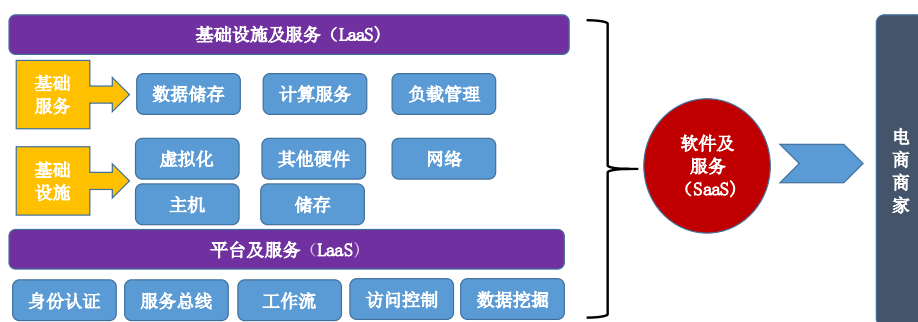 基础设施及服务（LaaS）
基础
服务
数据储存
计算服务
负载管理
基础
设施
虚拟化
其他硬件
网络
主机
储存
平台及服务（LaaS）
身份认证
服务总线
工作流
访问控制
数据挖掘
软件及
服务
（SaaS）
电
商
商
家